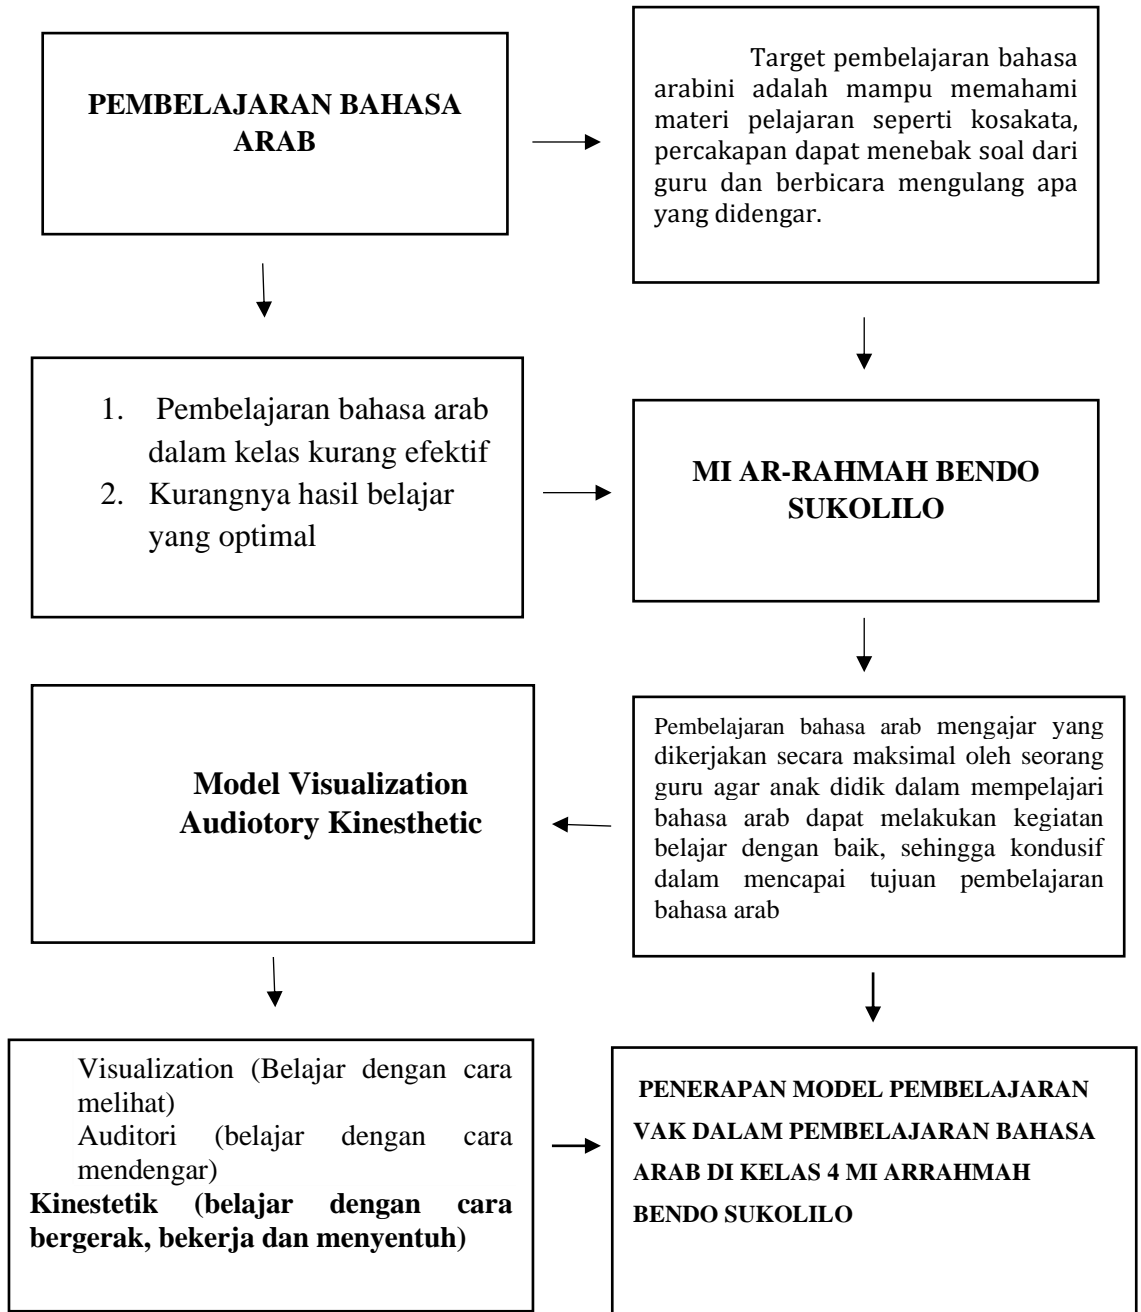 PEMBELAJARAN BAHASA
ARAB
Target pembelajaran bahasa
arabini adalah mampu memahami
materi pelajaran seperti kosakata,
percakapan dapat menebak soal dari
guru dan berbicara mengulang apa
yang didengar.
1. Pembelajaran bahasa arab
dalam kelas kurang efektif
2. Kurangnya hasil belajar
yang optimal
MI AR-RAHMAH BENDO
SUKOLILO
Model Visualization
Audiotory Kinesthetic
Pembelajaran bahasa arab mengajar yang
dikerjakan secara maksimal oleh seorang
guru agar anak didik dalam mempelajari
bahasa arab dapat melakukan kegiatan
belajar dengan baik, sehingga kondusif
dalam mencapai tujuan pembelajaran
bahasa arab
Visualization (Belajar dengan cara
melihat)
Auditori (belajar dengan cara
mendengar)
Kinestetik (belajar dengan cara
bergerak, bekerja dan menyentuh)
PENERAPAN MODEL PEMBELAJARAN
VAK DALAM PEMBELAJARAN BAHASA
ARAB DI KELAS 4 MI ARRAHMAH
BENDO SUKOLILO